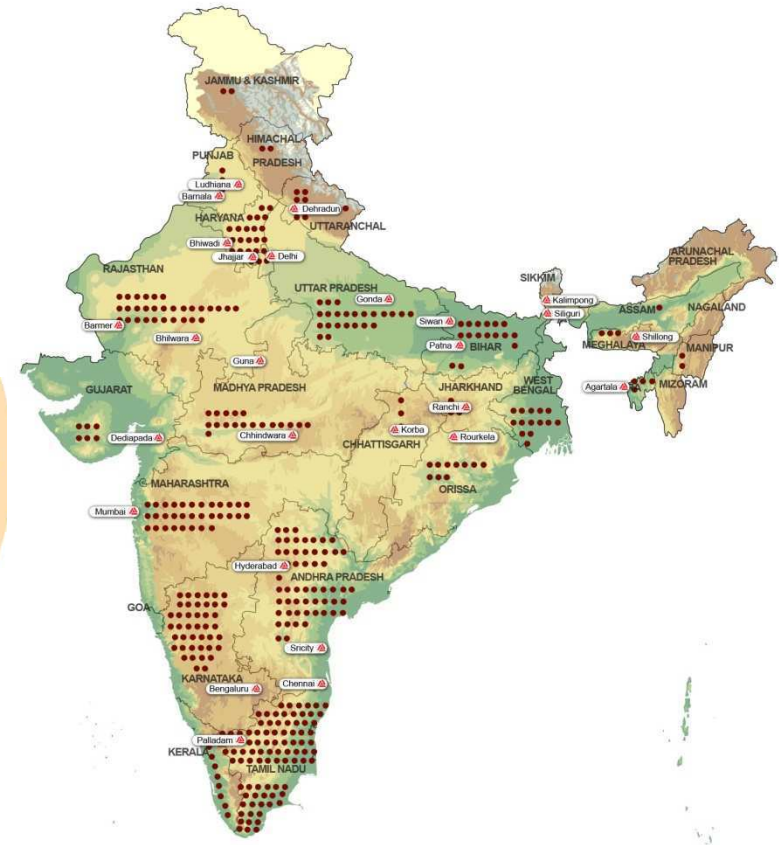 JAMMU & KASHMIR
HIMACHAL
PRADESH
PUNJAB
Ludhiana
Barnala
Dehradun
HARYANA
UTTARANCHAL
Bhiwadi
Jhajjar
Delhi
RAJASTHAN
ARUNACHAL
PRADESH
SIKKIM
UTTAR PRADESH
Gonda
Kalimpong
ASSAM
NAGALAND
Siliguri
Barmer
Siwan
Bhilwara
Patna
BIHAR
MEGHALAYA
Shillong
MANIPUR
Guna
GUJARAT
MADHYA PRADESH
JHARKHAND
WEST
BENGAL
Agartala
MIZORAM
Ranchi
Dediapada
Chhindwara
Korba
Rourkela
CHHATTISGARH
MAHARASHTRA
ORISSA
Mumbai
Hyderabad
ANDHRA PRADESH
GOA
Sricity
KARNATAKA
Bengaluru
Chennai
Palladam
KERALA
TAMIL NADU